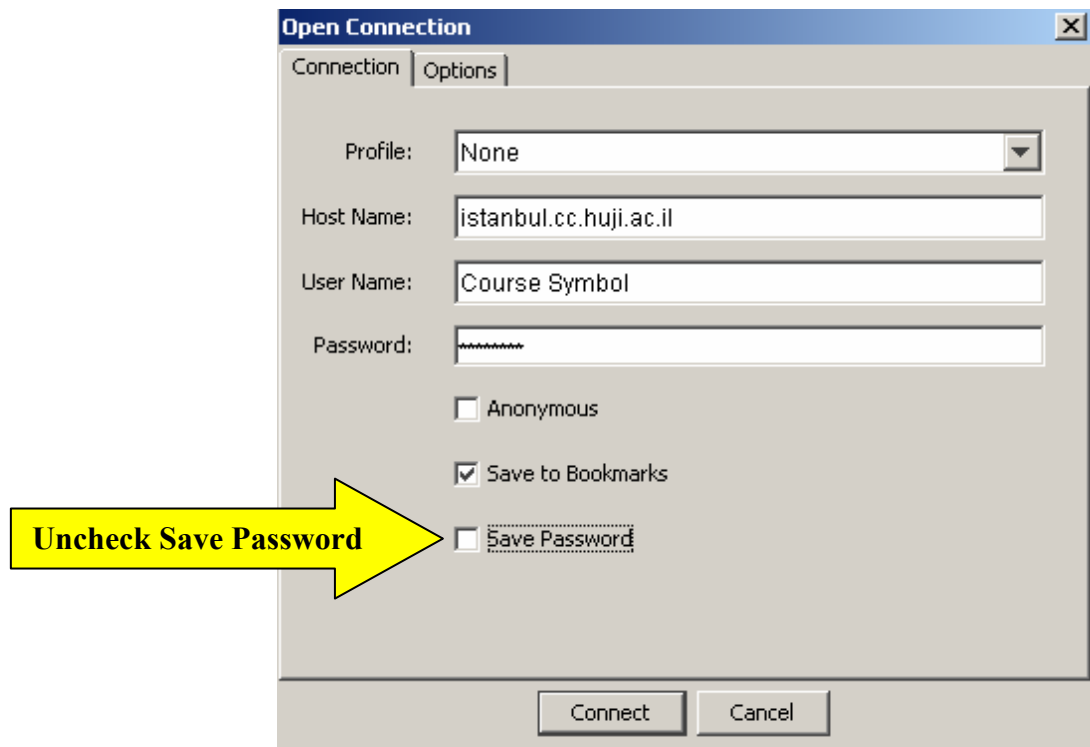 Open Connection
Connection Options
Profile: None
Host Name: istanbul.cc.huji.ac.il
User Name: Course Symbol
Password: **********
Anonymous
Save to Bookmarks
Uncheck Save Password Save Password
Connect Cancel